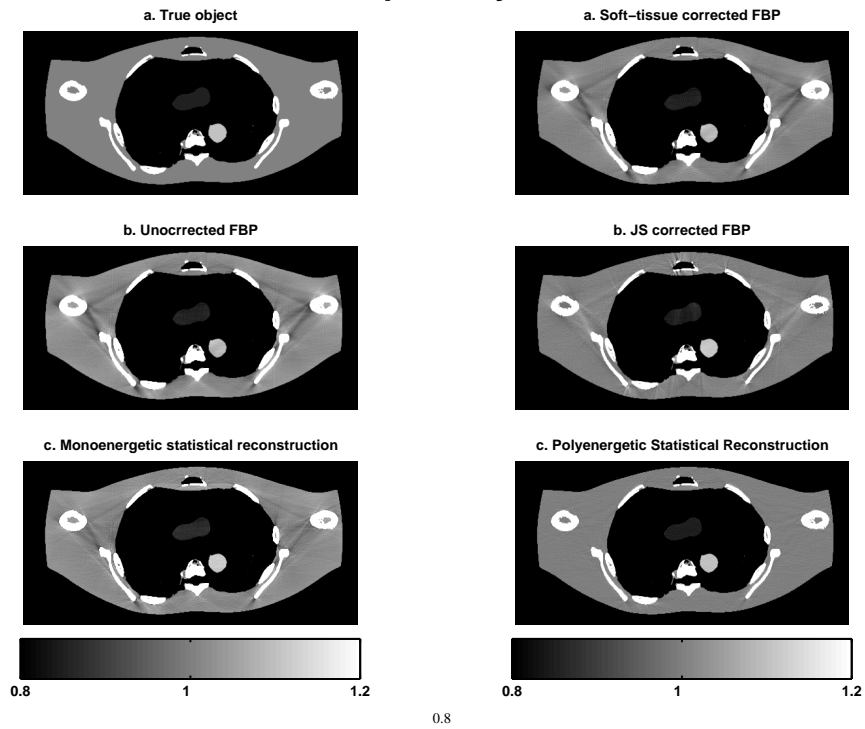 a. True object
a. Soft-tissue corrected FBP
b. Unocrrected FBP
b. JS corrected FBP
c. Monoenergetic statistical reconstruction
c. Polyenergetic Statistical Reconstruction
0.8 1 1.2
0.8 1 1.2
0.8